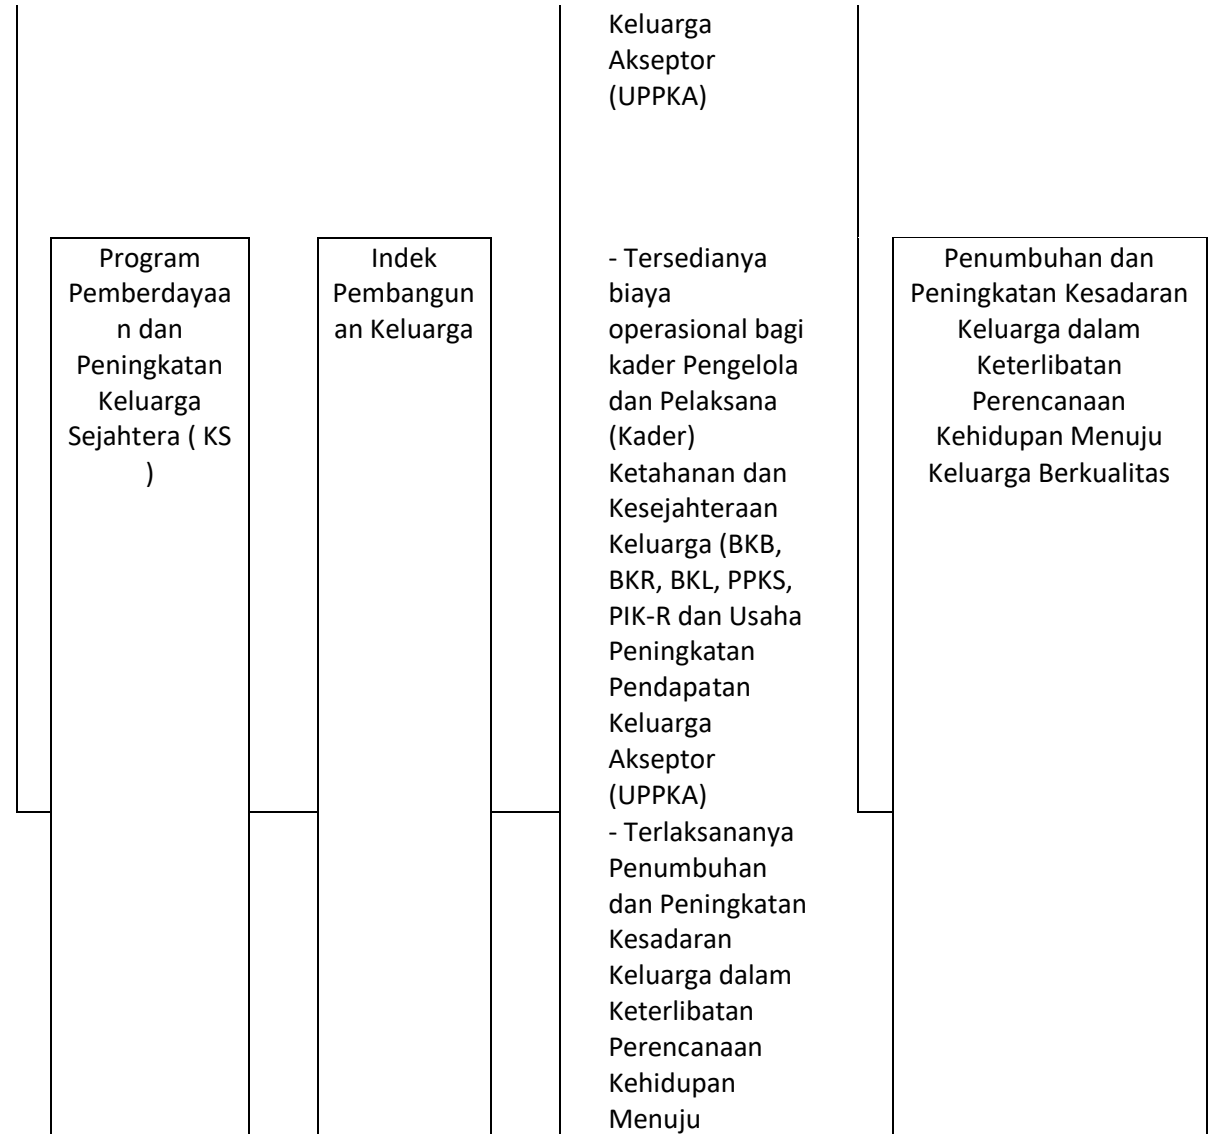 Keluarga
Akseptor
(UPPKA)
Program
Pemberdayaa
n dan
Peningkatan
Keluarga
Sejahtera ( KS
)
Indek
Pembangun
an Keluarga
- Tersedianya
biaya
operasional bagi
kader Pengelola
dan Pelaksana
(Kader)
Ketahanan dan
Kesejahteraan
Keluarga (BKB,
BKR, BKL, PPKS,
PIK-R dan Usaha
Peningkatan
Pendapatan
Keluarga
Akseptor
(UPPKA)
- Terlaksananya
Penumbuhan
dan Peningkatan
Kesadaran
Keluarga dalam
Keterlibatan
Perencanaan
Kehidupan
Menuju
Penumbuhan dan
Peningkatan Kesadaran
Keluarga dalam
Keterlibatan
Perencanaan
Kehidupan Menuju
Keluarga Berkualitas